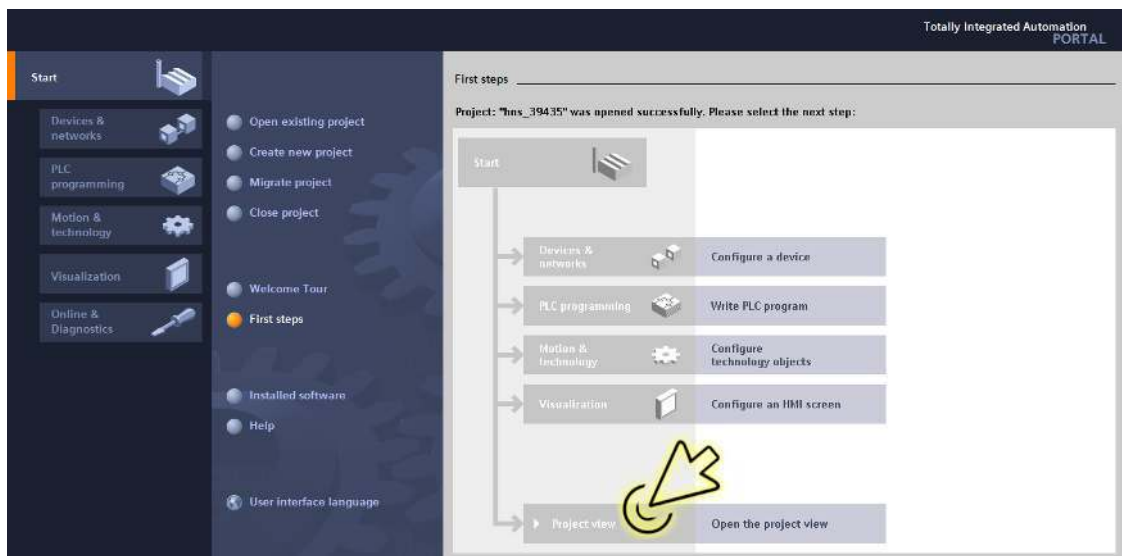 Totally Integrated Automation
PORTAL
Start
Devices &
networks
PLC
programming
Motion &
technology
Visualization
Online &
Diagnostics
Open existing project
Create new project
Migrate project
Close project
Welcome Tour
First steps
Installed software
Help
User interface language
First steps
Project: "hns_39435" was opened successfully. Please select the next step:
Start
Devices &
networks
Configure a device
PLC programming
Write PLC program
Motion &
technology
Configure
technology objects
Visualization
Configure an HMI screen
Project view
Open the project view